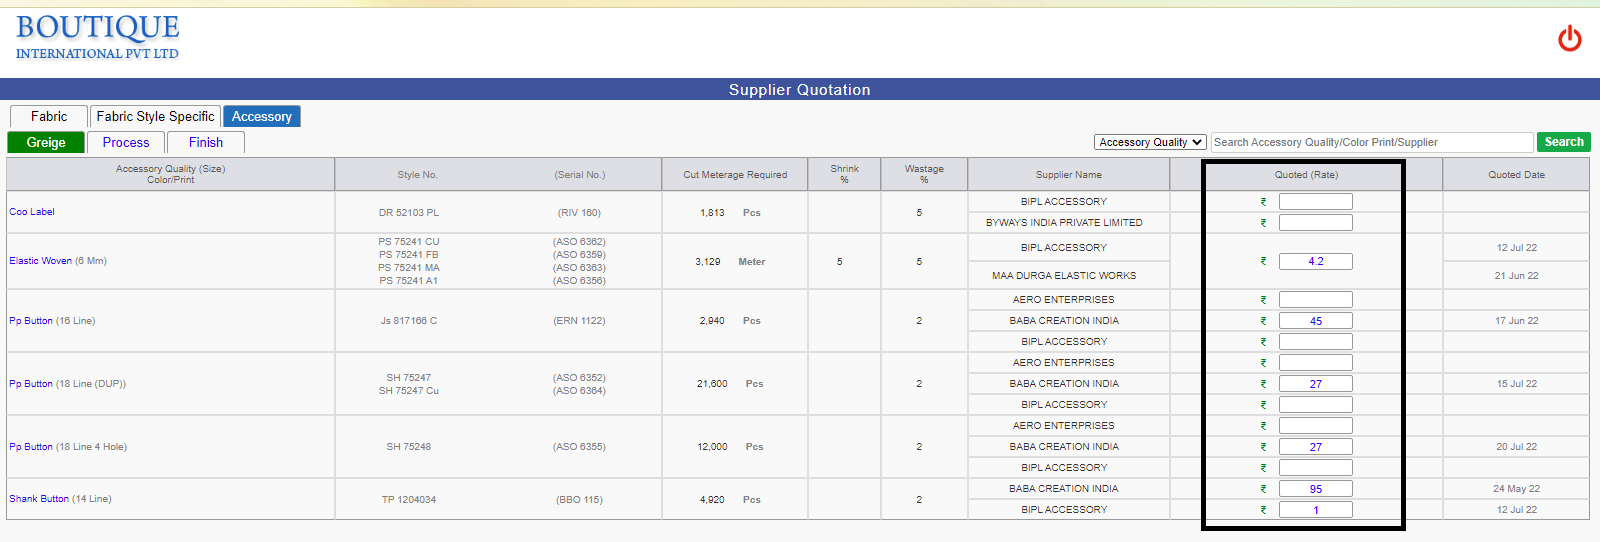 BOUTIQUE
INTERNATIONAL PVT LTD
Supplier Quotation
Fabric Fabric Style Specific Accessory
Greige Process Finish Accessory Quality Search Accessory Quality/Color Print/Supplier Search
Accessory Quality (Size) Color/Print Style No. (Serial No.) Cut Meterage Required Shrink % Wastage % Supplier Name Quoted (Rate) Quoted Date
Coo Label DR 52103 PL (RIV 160) 1,813 Pcs 5 BIPL ACCESSORY ₹
BYWAYS INDIA PRIVATE LIMITED ₹
Elastic Woven (6 Mm) PS 75241 CU (ASO 6362) 3,129 Meter 5 5 BIPL ACCESSORY ₹ 4.2 12 Jul 22
PS 75241 FB (ASO 6359)
PS 75241 MA (ASO 6363) MAA DURGA ELASTIC WORKS 21 Jun 22
PS 75241 A1 (ASO 6356)
AERO ENTERPRISES ₹
Pp Button (16 Line) Js 817166 C (ERN 1122) 2,940 Pcs 2 BABA CREATION INDIA ₹ 45 17 Jun 22
BIPL ACCESSORY ₹
AERO ENTERPRISES ₹
Pp Button (18 Line (DUP)) SH 75247 (ASO 6352) 21,600 Pcs 2 BABA CREATION INDIA ₹ 27 15 Jul 22
SH 75247 Cu (ASO 6364)
BIPL ACCESSORY ₹
AERO ENTERPRISES ₹
Pp Button (18 Line 4 Hole) SH 75248 (ASO 6355) 12,000 Pcs 2 BABA CREATION INDIA ₹ 27 20 Jul 22
BIPL ACCESSORY ₹
Shank Button (14 Line) TP 1204034 (BBO 115) 4,920 Pcs 2 BABA CREATION INDIA ₹ 95 24 May 22
BIPL ACCESSORY ₹ 1 12 Jul 22